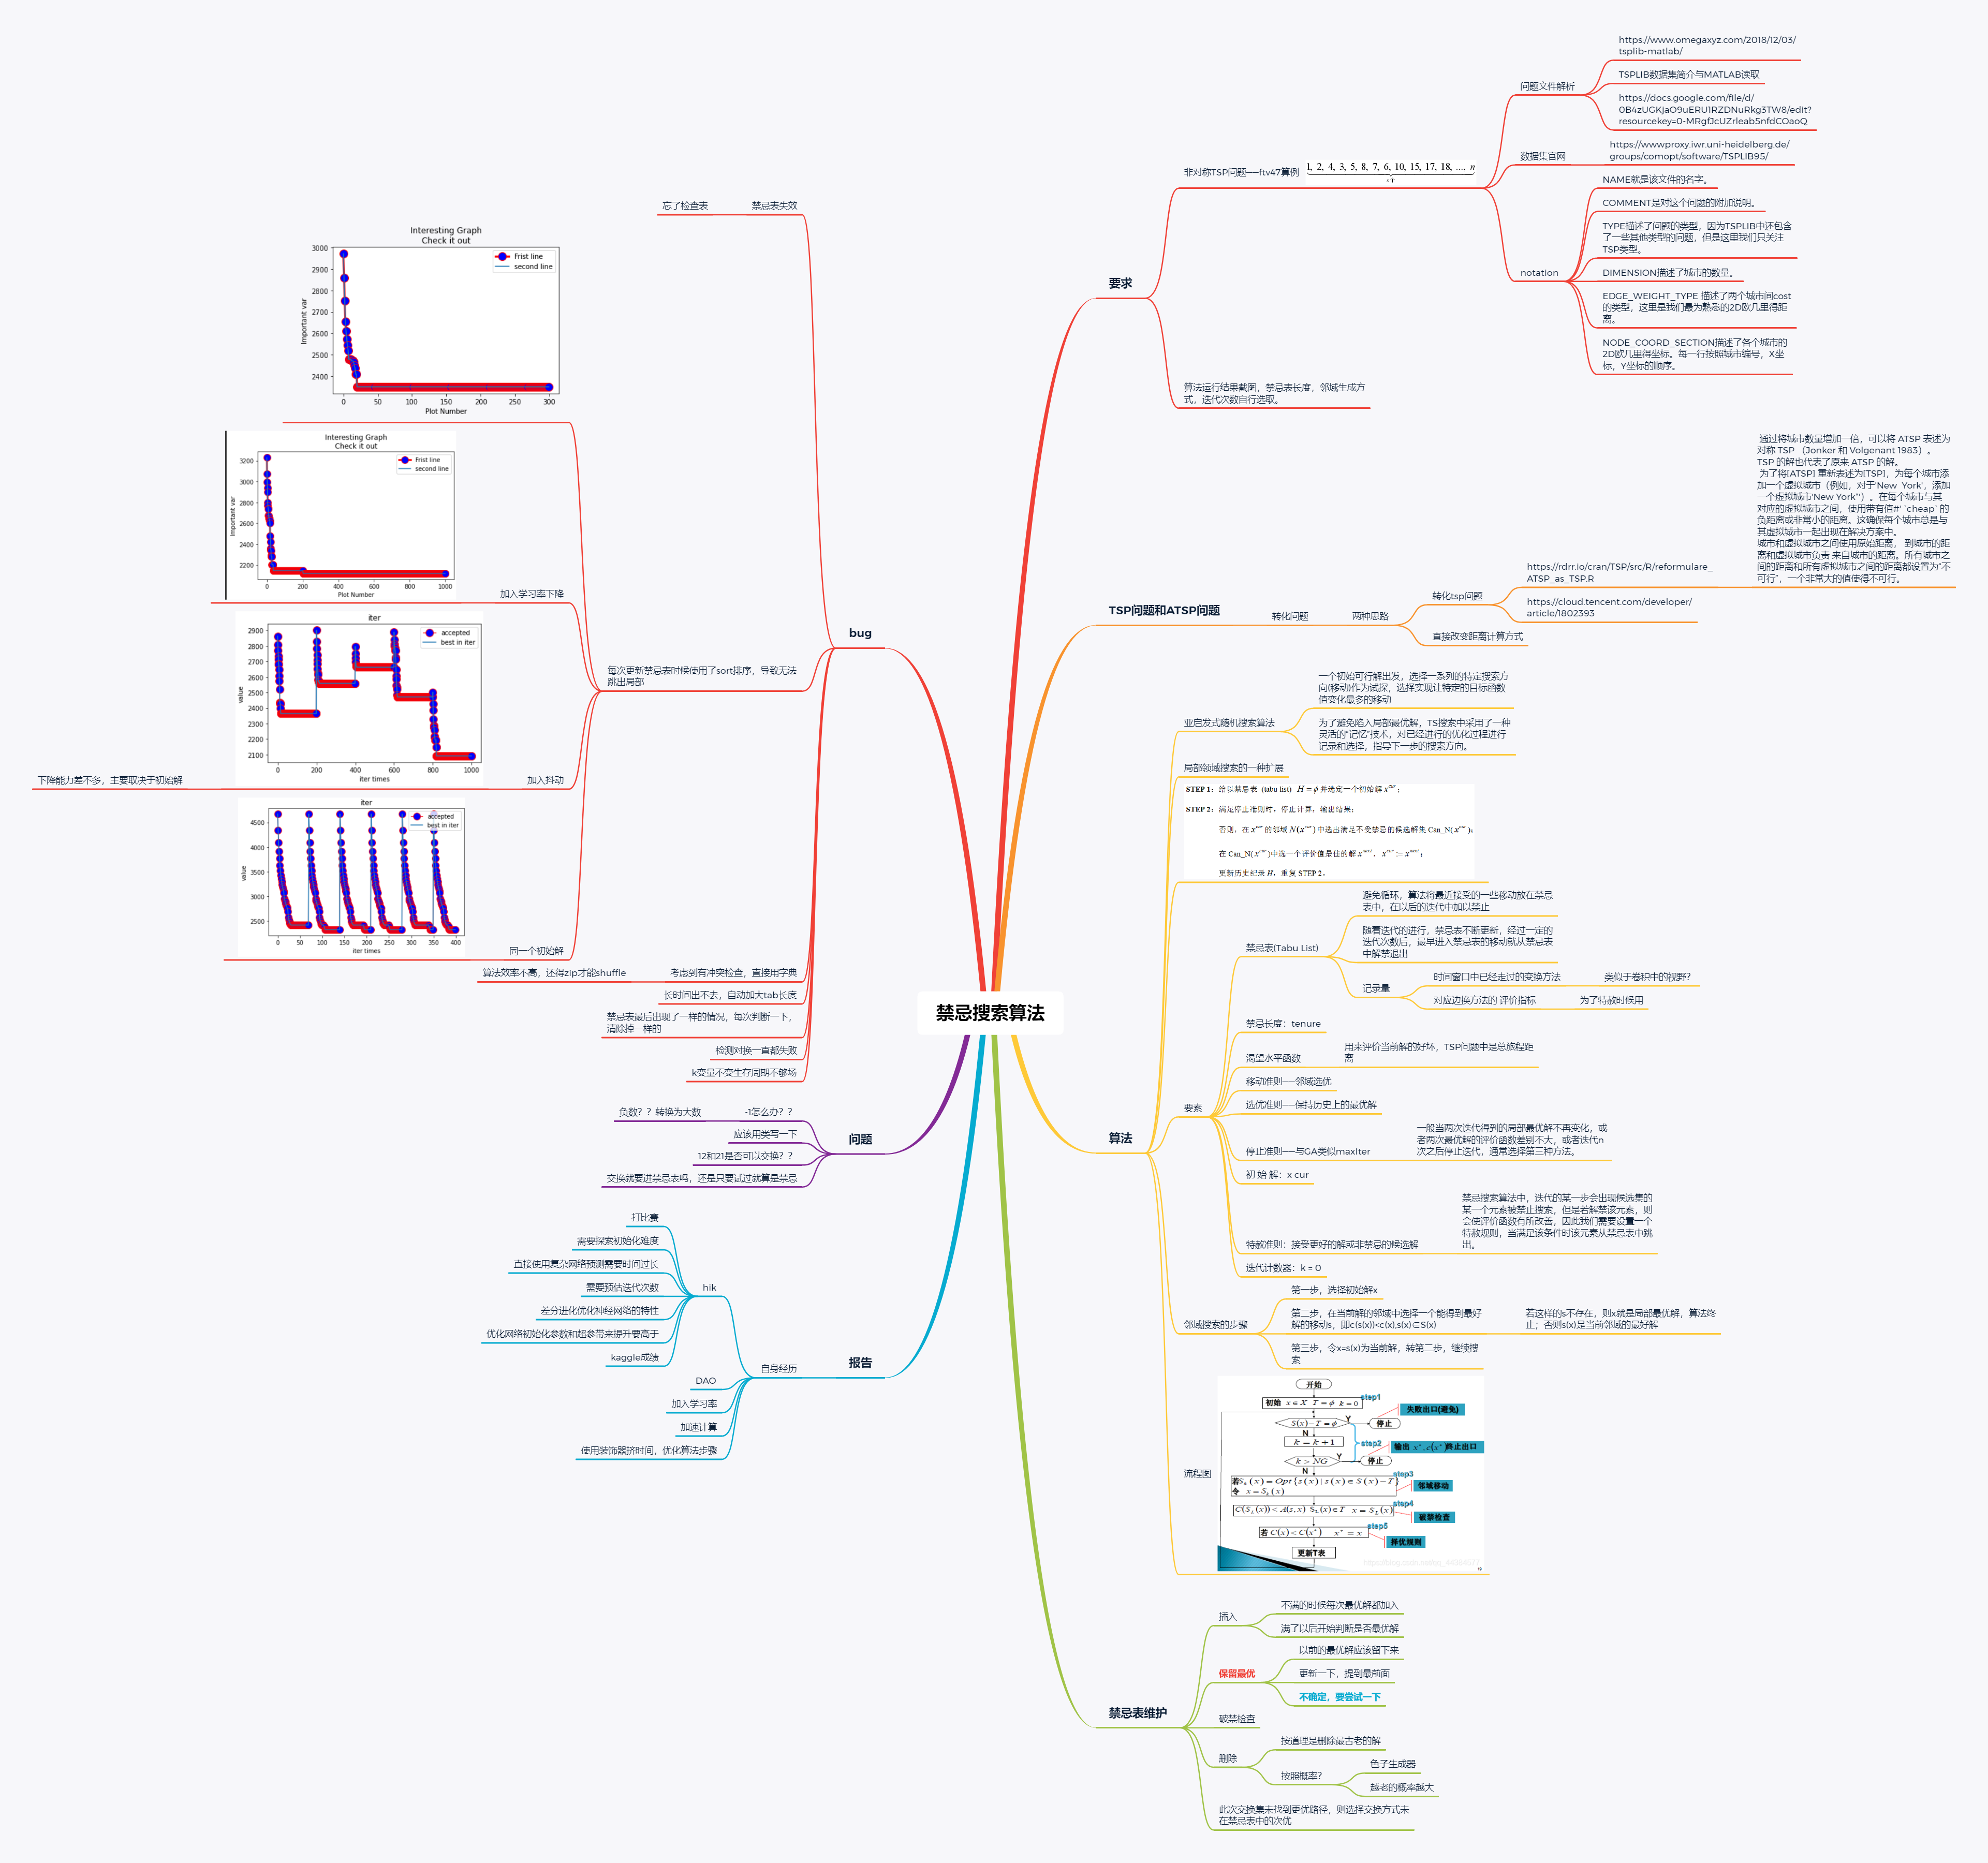 禁忌搜索算法
要求
非对称TSP问题——ftv47算例
1, 2, 4, 3, 5, 8, 7, 6, 10, 15, 17, 18, ..., n
问题文件解析
https://www.omegaxyz.com/2018/12/03/
tsplib-matlab/
TSPLIB数据集简介与MATLAB读取
https://docs.google.com/file/d/
0B4zUGKjaO9uERU1RZDNuRkg3TW8/edit?
resourcekey=0-MRgfJcUZrleab5nfdCOaoQ
数据集官网
https://wwwproxy.iwr.uni-heidelberg.de/
groups/comopt/software/TSPLIB95/
notation
NAME就是该文件的名字。
COMMENT是对这个问题的附加说明。
TYPE描述了问题的类型，因为TSPLIB中还包含
了一些其他类型的问题，但是这里我们只关注
TSP类型。
DIMENSION描述了城市的数量。
EDGE_WEIGHT_TYPE 描述了两个城市间cost
的类型，这里是我们最为熟悉的2D欧几里得距
离。
NODE_COORD_SECTION描述了各个城市的
2D欧几里得坐标。每一行按照城市编号，X坐
标，Y坐标的顺序。
算法运行结果截图，禁忌表长度，邻域生成方
式，迭代次数自行选取。
TSP问题和ATSP问题
转化问题
两种思路
转化tsp问题
https://rdrr.io/cran/TSP/src/R/reformulare_
ATSP_as_TSP.R
通过将城市数量增加一倍，可以将 ATSP 表述为
对称 TSP （Jonker 和 Volgenant 1983）。
TSP 的解也代表了原来 ATSP 的解。
为了将[ATSP] 重新表述为[TSP]，为每个城市添
加一个虚拟城市（例如，对于'New York'，添加
一个虚拟城市'New York*'）。在每个城市与其
对应的虚拟城市之间，使用带有值#' `cheap` 的
负距离或非常小的距离。这确保每个城市总是与
其虚拟城市一起出现在解决方案中。
城市和虚拟城市之间使用原始距离， 到城市的距
离和虚拟城市负责 来自城市的距离。所有城市之
间的距离和所有虚拟城市之间的距离都设置为"不
可行"，一个非常大的值使得不可行。
https://cloud.tencent.com/developer/
article/1802393
直接改变距离计算方式
算法
亚启发式随机搜索算法
一个初始可行解出发，选择一系列的特定搜索方
向(移动)作为试探，选择实现让特定的目标函数
值变化最多的移动
为了避免陷入局部最优解，TS搜索中采用了一种
灵活的"记忆"技术，对已经进行的优化过程进行
记录和选择，指导下一步的搜索方向。
局部领域搜索的一种扩展
STEP 1：给以禁忌表 (tabu list) H = ϕ 并选定一个初始解 x^cur；
STEP 2：满足停止准则时，停止计算，输出结果；
否则，在 x^cur 的邻域 N(x^cur) 中选出满足不受禁忌的候选解集 Can_N(x^cur)；
在 Can_N(x^cur)中选一个评价值最佳的解 x^next， x^cur := x^next；
更新历史纪录 H，重复 STEP 2。
要素
禁忌表(Tabu List)
避免循环，算法将最近接受的一些移动放在禁忌
表中，在以后的迭代中加以禁止
随着迭代的进行，禁忌表不断更新，经过一定的
迭代次数后，最早进入禁忌表的移动就从禁忌表
中解禁退出
记录量
时间窗口中已经走过的变换方法
类似于卷积中的视野?
对应边换方法的 评价指标
为了特赦时候用
禁忌长度：tenure
渴望水平函数
用来评价当前解的好坏，TSP问题中是总旅程距
离
移动准则——邻域选优
选优准则——保持历史上的最优解
停止准则——与GA类似maxIter
一般当两次迭代得到的局部最优解不再变化，或
者两次最优解的评价函数差别不大，或者迭代n
次之后停止迭代，通常选择第三种方法。
初 始 解：x cur
特赦准则：接受更好的解或非禁忌的候选解
禁忌搜索算法中，迭代的某一步会出现候选集的
某一个元素被禁止搜索，但是若解禁该元素，则
会使评价函数有所改善，因此我们需要设置一个
特赦规则，当满足该条件时该元素从禁忌表中跳
出。
迭代计数器：k = 0
邻域搜索的步骤
第一步，选择初始解x
第二步，在当前解的邻域中选择一个能得到最好
解的移动s，即c(s(x))<c(x),s(x)∈S(x)
若这样的s不存在，则x就是局部最优解，算法终
止；否则s(x)是当前邻域的最好解
第三步，令x=s(x)为当前解，转第二步，继续搜
索
流程图
开始
step1
初始 x∈X T=ϕ k=0
失败出口(避免)
S(x)−T=ϕ
Y
停止
N
step2
k=k+1
输出 x*,c(x*)终止出口
k>NG
Y
停止
N
step3
若S_k(x)=Opt{s(x)|s(x)∈S(x)−T}
令 x=S_k(x)
邻域移动
step4
C(S_L(x))<A(s,x) S_L(x)∈T x=S_L(x)
破禁检查
step5
若 C(x)<C(x*) x*=x
择优规则
更新T表
禁忌表维护
插入
不满的时候每次最优解都加入
满了以后开始判断是否最优解
保留最优
以前的最优解应该留下来
更新一下，提到最前面
不确定，要尝试一下
破禁检查
删除
按道理是删除最古老的解
按照概率?
色子生成器
越老的概率越大
此次交换集未找到更优路径，则选择交换方式未
在禁忌表中的次优
bug
禁忌表失效
忘了检查表
每次更新禁忌表时候使用了sort排序，导致无法
跳出局部
Interesting Graph
Check it out
Frist line
second line
Important var
3000
2900
2800
2700
2600
2500
2400
0 50 100 150 200 250 300
Plot Number
加入学习率下降
Interesting Graph
Check it out
Frist line
second line
Important var
3200
3000
2800
2600
2400
2200
0 200 400 600 800 1000
Plot Number
加入抖动
iter
accepted
best in iter
value
2900
2800
2700
2600
2500
2400
2300
2200
2100
0 200 400 600 800 1000
iter times
下降能力差不多，主要取决于初始解
同一个初始解
iter
accepted
best in iter
value
4500
4000
3500
3000
2500
0 50 100 150 200 250 300 350 400
iter times
考虑到有冲突检查，直接用字典
算法效率不高，还得zip才能shuffle
长时间出不去，自动加大tab长度
禁忌表最后出现了一样的情况，每次判断一下，
清除掉一样的
检测对换一直都失败
k变量不变生存周期不够场
问题
-1怎么办？？
负数？？转换为大数
应该用类写一下
12和21是否可以交换？？
交换就要进禁忌表吗，还是只要试过就算是禁忌
报告
自身经历
hik
打比赛
需要探索初始化难度
直接使用复杂网络预测需要时间过长
需要预估迭代次数
差分进化优化神经网络的特性
优化网络初始化参数和超参带来提升要高于
kaggle成绩
DAO
加入学习率
加速计算
使用装饰器挤时间，优化算法步骤